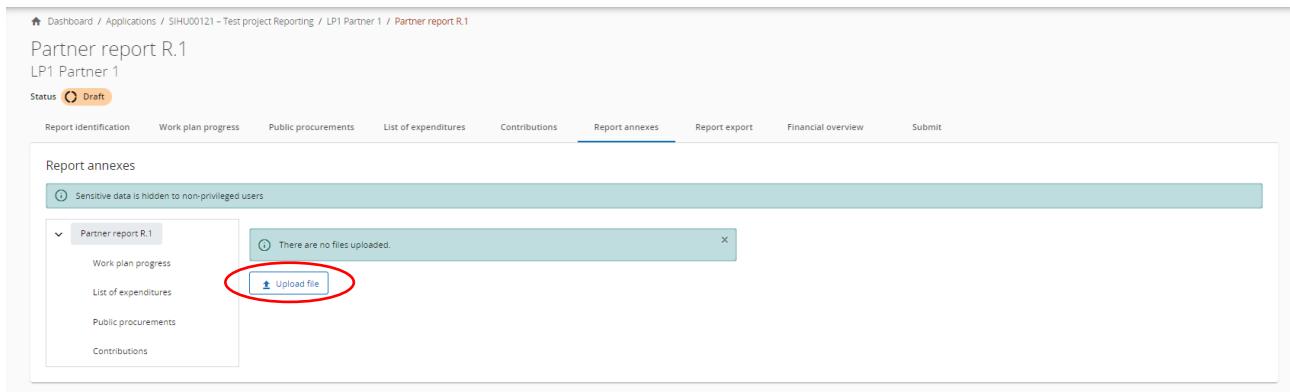 Dashboard / Applications / SIHU00121 – Test project Reporting / LP1 Partner 1 / Partner report R.1
Partner report R.1
LP1 Partner 1
Status Draft
Report identification Work plan progress Public procurements List of expenditures Contributions Report annexes Report export Financial overview Submit
Report annexes
Sensitive data is hidden to non-privileged users
Partner report R.1
There are no files uploaded.
Work plan progress
Upload file
List of expenditures
Public procurements
Contributions